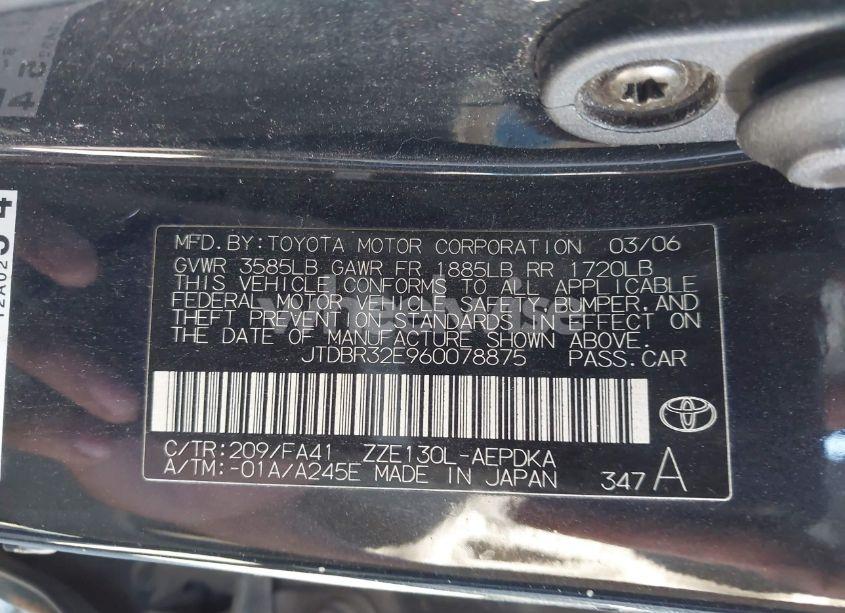 MFD.BY:TOYOTA MOTOR CORPORATION 03/06
GVWR 3585LB GAWR FR 1885LB RR 1720LB
THIS VEHICLE CONFORMS TO ALL APPLICABLE
FEDERAL MOTOR VEHICLE SAFETY,BUMPER,AND
THEFT PREVENTION STANDARDS IN EFFECT ON
THE DATE OF MANUFACTURE SHOWN ABOVE.
JTDBR32E960078875 PASS.CAR
C/TR:209/FA41 ZZE130L-AEPDKA
A/TM:-01A/A245E MADE IN JAPAN
347 A
wheelwise